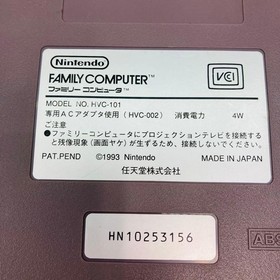 Nintendo
FAMILY COMPUTER™
ファミリー コンピュータ™
VCI
MODEL NO. HVC-101
専用ACアダプタ使用（HVC-002） 消費電力 4W
ご注意
●ファミリーコンピュータにプロジェクションテレビを接続すると残像現象（画面ヤケ）が生ずるため、接続しないでください。
PAT.PEND ©1993 Nintendo MADE IN JAPAN
任天堂株式会社
HN10253156
ABS